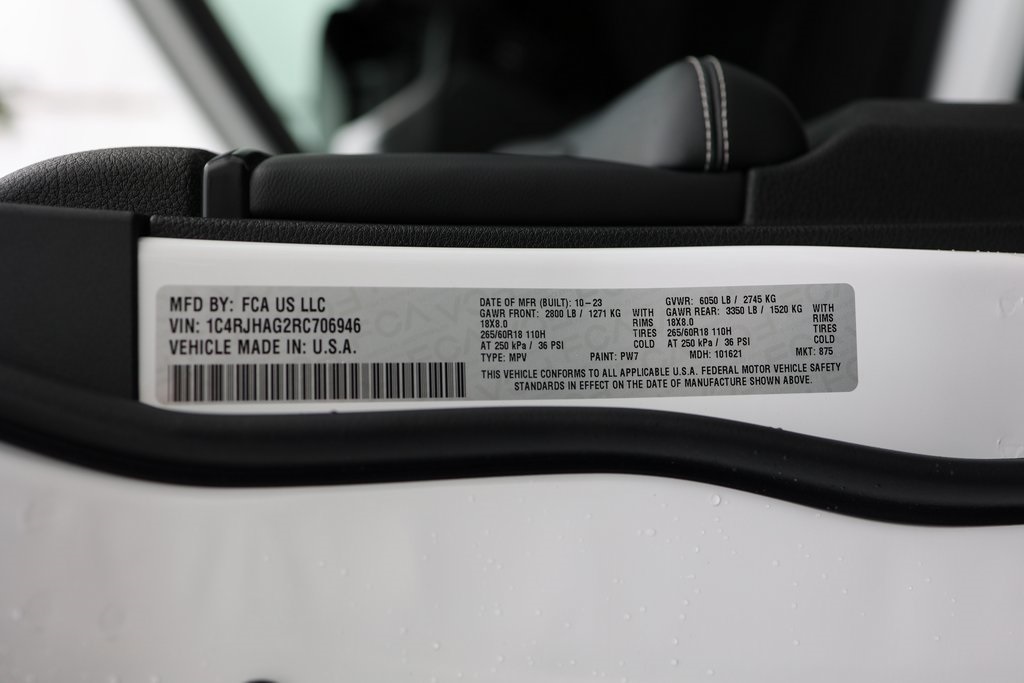 MFD BY: FCA US LLC
VIN: 1C4RJHAG2RC706946
VEHICLE MADE IN: U.S.A.
DATE OF MFR (BUILT): 10-23
GAWR FRONT: 2800 LB / 1271 KG WITH
18X8.0 RIMS
265/60R18 110H TIRES
AT 250 kPa / 36 PSI COLD
TYPE: MPV PAINT: PW7
GVWR: 6050 LB / 2745 KG
GAWR REAR: 3350 LB / 1520 KG WITH
18X8.0 RIMS
265/60R18 110H TIRES
AT 250 kPa / 36 PSI COLD
MDH: 101621 MKT: 875
THIS VEHICLE CONFORMS TO ALL APPLICABLE U.S.A. FEDERAL MOTOR VEHICLE SAFETY
STANDARDS IN EFFECT ON THE DATE OF MANUFACTURE SHOWN ABOVE.